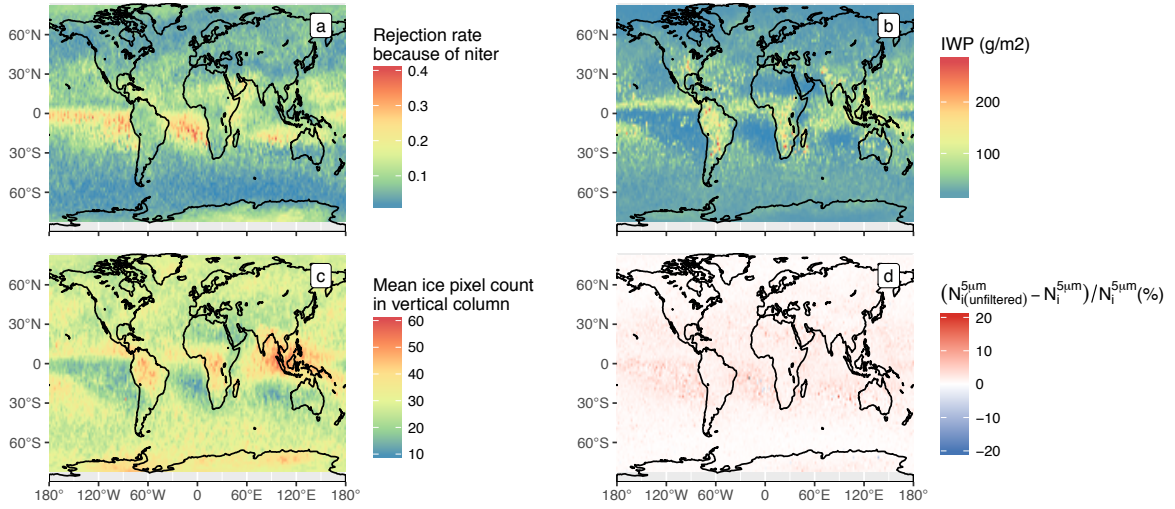 a
60°N
30°N
0
30°S
60°S
Rejection rate
because of niter
0.4
0.3
0.2
0.1
b
60°N
30°N
0
30°S
60°S
IWP (g/m2)
200
100
c
60°N
30°N
0
30°S
60°S
180° 120°W 60°W 0 60°E 120°E 180°
Mean ice pixel count
in vertical column
60
50
40
30
20
10
d
60°N
30°N
0
30°S
60°S
180° 120°W 60°W 0 60°E 120°E 180°
(N_i(unfiltered)^5μm − N_i^5μm)/N_i^5μm(%)
20
10
0
−10
−20